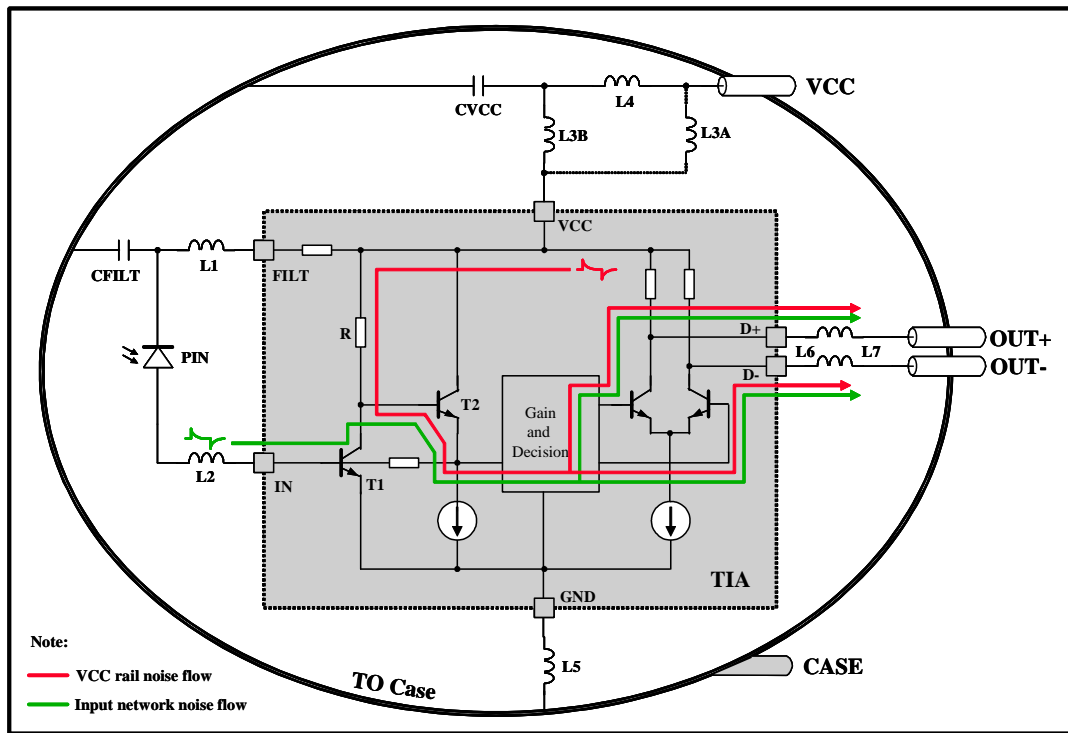 VCC
CVCC
L4
L3B
L3A
VCC
CFILT
L1
FILT
R
PIN
T2
D+
D-
L6
L7
OUT+
OUT-
Gain
and
Decision
L2
IN
T1
TIA
GND
L5
TO Case
CASE
Note:
VCC rail noise flow
Input network noise flow